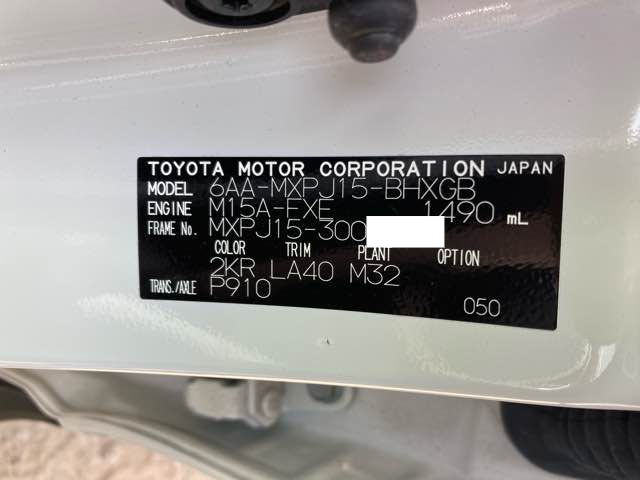 TOYOTA MOTOR CORPORATION JAPAN
MODEL 6AA-MXPJ15-BHXGB
ENGINE M15A-FXE 1490 mL
FRAME No. MXPJ15-300
COLOR TRIM PLANT OPTION
2KR LA40 M32
TRANS./AXLE P910
050